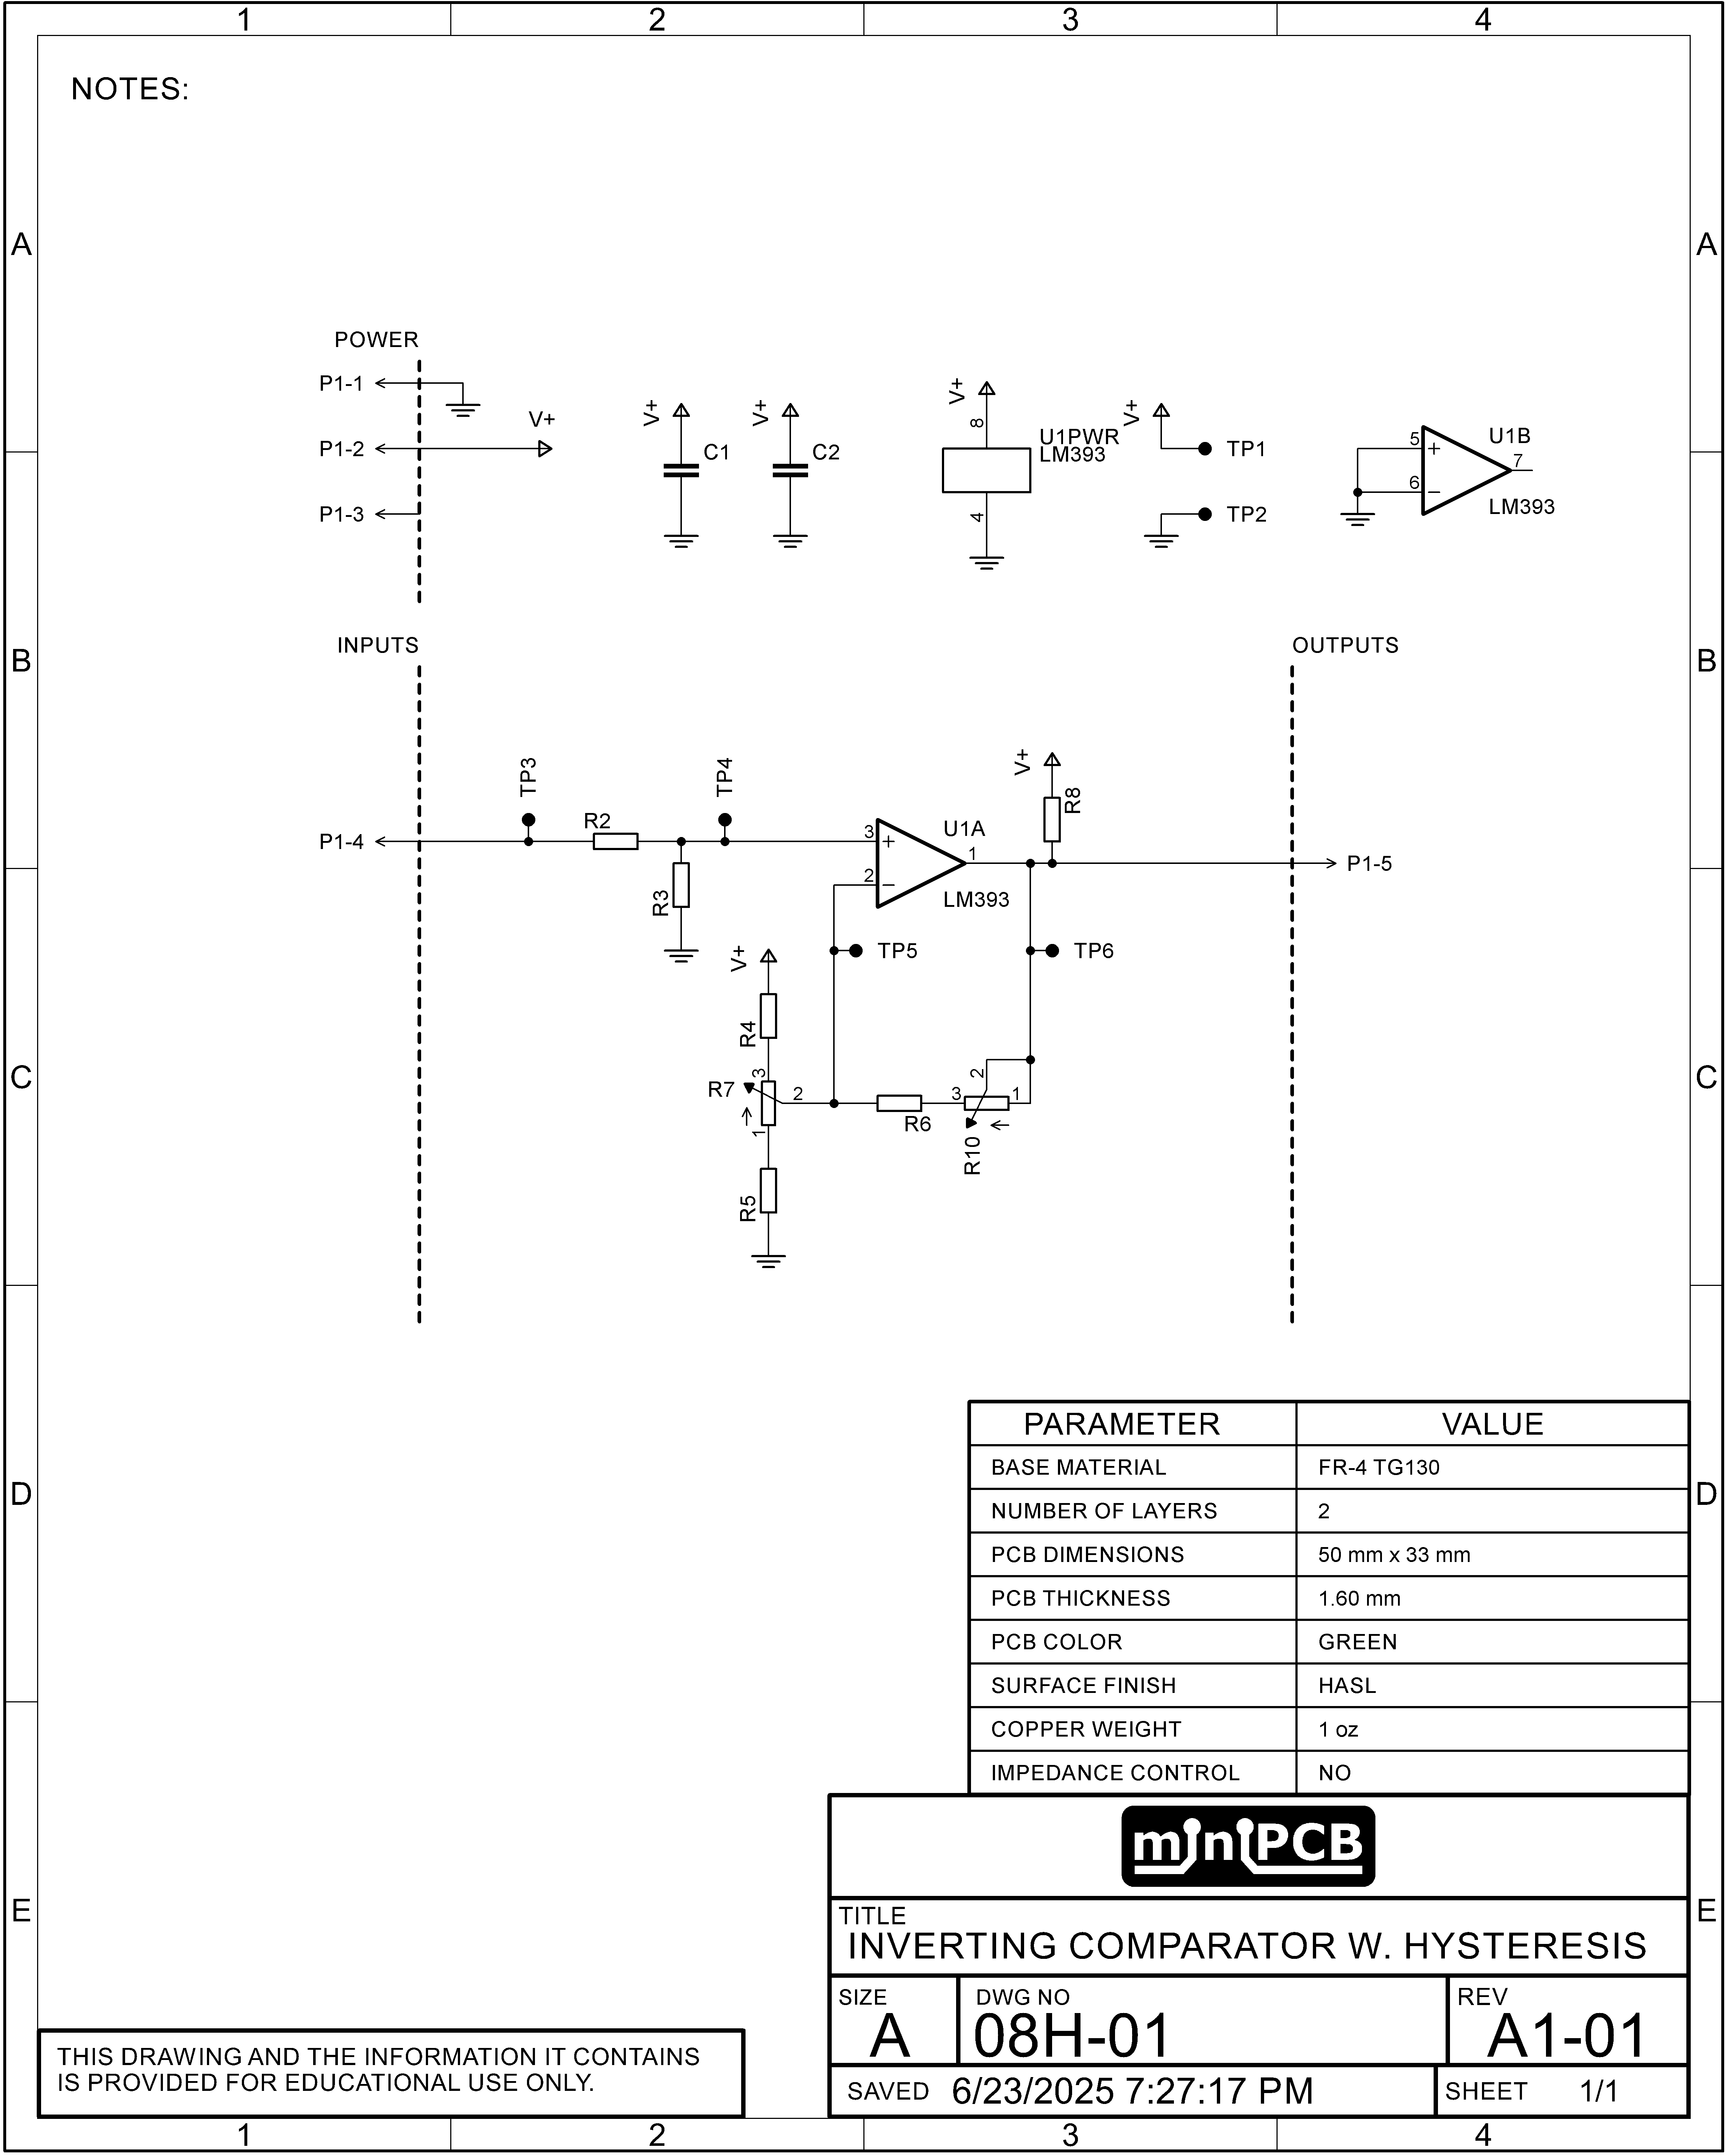 1 2 3 4
NOTES:
A A
POWER
P1-1
V+
P1-2
P1-3
V+ C1
V+ C2
V+
8
U1PWR
LM393
4
V+
TP1
TP2
5 U1B
+ 7
6
−
LM393
B B
INPUTS
OUTPUTS
TP3
TP4
V+
R8
P1-4
R2
R3
3 U1A
+ 1
2
−
LM393
P1-5
TP5
TP6
V+
R4
3
R7 2
1
R5
R6
2
3 1
R10
C C
PARAMETER VALUE
BASE MATERIAL FR-4 TG130
NUMBER OF LAYERS 2
PCB DIMENSIONS 50 mm x 33 mm
PCB THICKNESS 1.60 mm
PCB COLOR GREEN
SURFACE FINISH HASL
COPPER WEIGHT 1 oz
IMPEDANCE CONTROL NO
D D
miniPCB
TITLE
INVERTING COMPARATOR W. HYSTERESIS
SIZE DWG NO REV
A 08H-01 A1-01
SAVED 6/23/2025 7:27:17 PM SHEET 1/1
E E
THIS DRAWING AND THE INFORMATION IT CONTAINS
IS PROVIDED FOR EDUCATIONAL USE ONLY.
1 2 3 4